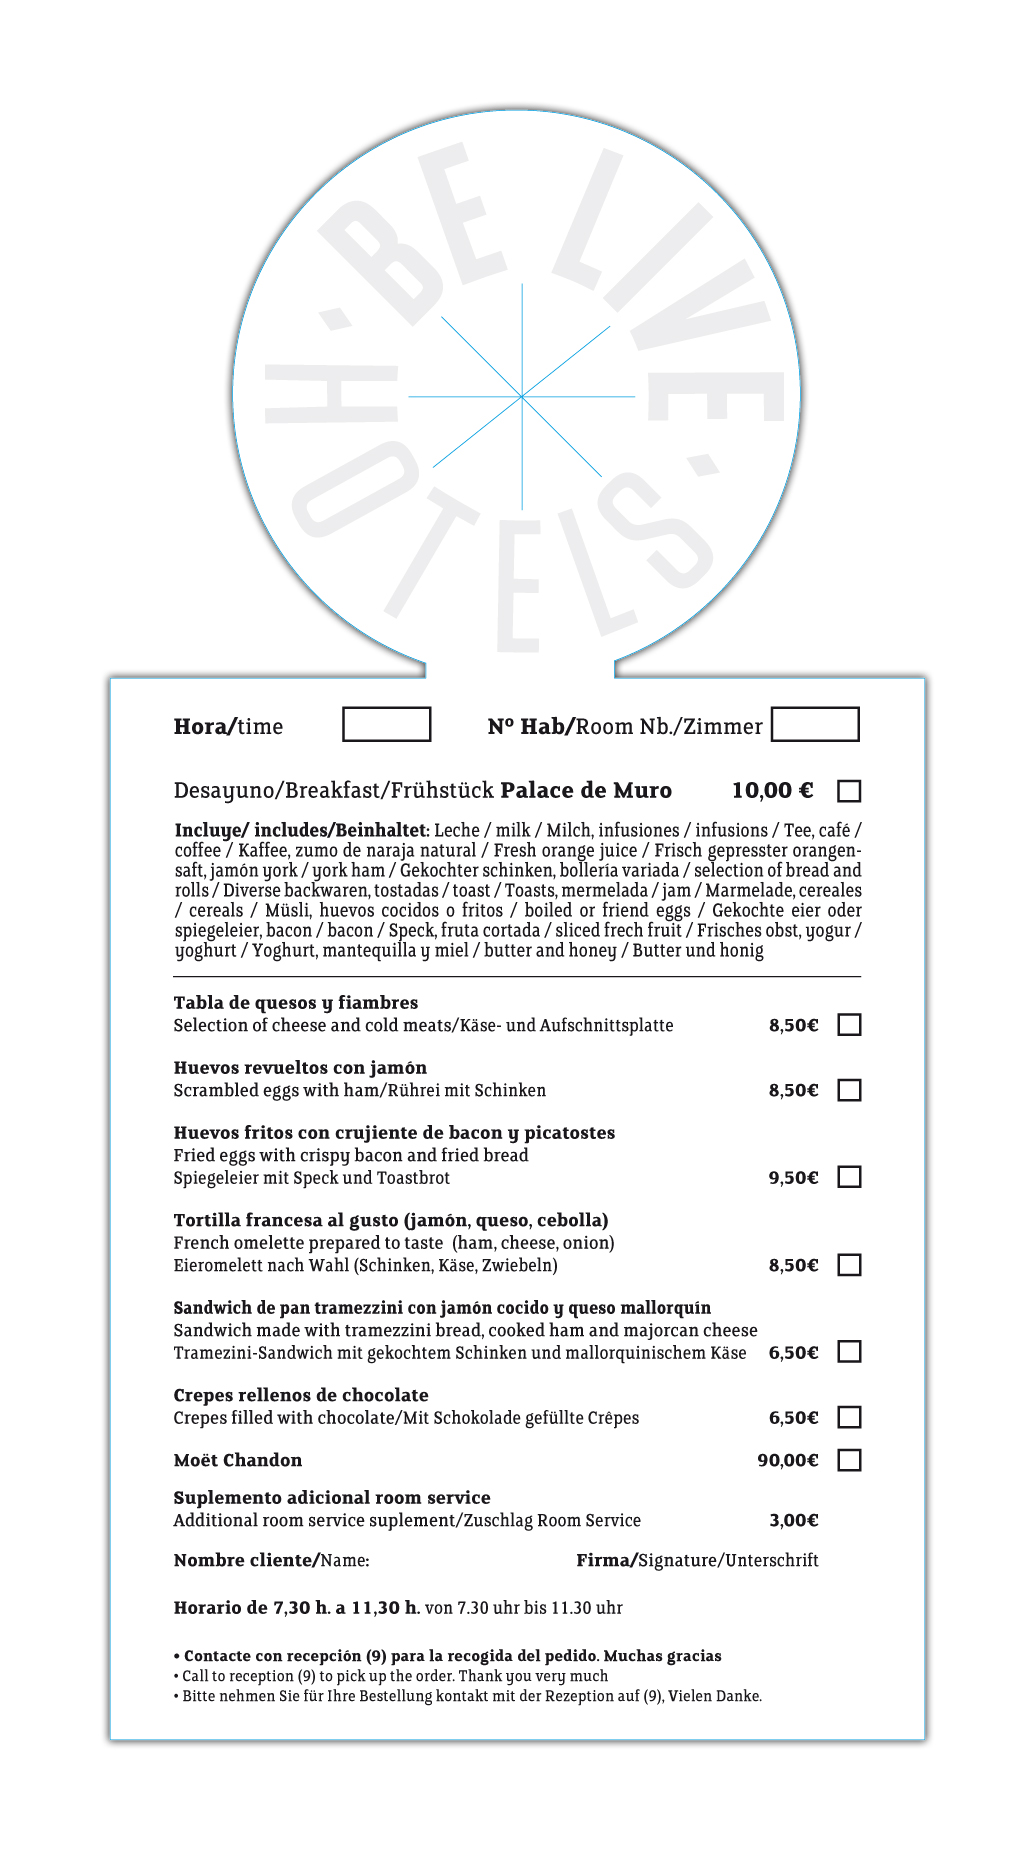 ·BE LIVE·
HOTELS
Hora/time
Nº Hab/Room Nb./Zimmer
Desayuno/Breakfast/Frühstück Palace de Muro 10,00 €
Incluye/ includes/Beinhaltet: Leche / milk / Milch, infusiones / infusions / Tee, café /
coffee / Kaffee, zumo de naraja natural / Fresh orange juice / Frisch gepresster orangen-
saft, jamón york / york ham / Gekochter schinken, bollería variada / selection of bread and
rolls / Diverse backwaren, tostadas / toast / Toasts, mermelada / jam / Marmelade, cereales
/ cereals / Müsli, huevos cocidos o fritos / boiled or friend eggs / Gekochte eier oder
spiegeleier, bacon / bacon / Speck, fruta cortada / sliced frech fruit / Frisches obst, yogur /
yoghurt / Yoghurt, mantequilla y miel / butter and honey / Butter und honig
Tabla de quesos y fiambres
Selection of cheese and cold meats/Käse- und Aufschnittsplatte 8,50€
Huevos revueltos con jamón
Scrambled eggs with ham/Rührei mit Schinken 8,50€
Huevos fritos con crujiente de bacon y picatostes
Fried eggs with crispy bacon and fried bread
Spiegeleier mit Speck und Toastbrot 9,50€
Tortilla francesa al gusto (jamón, queso, cebolla)
French omelette prepared to taste (ham, cheese, onion)
Eieromelett nach Wahl (Schinken, Käse, Zwiebeln) 8,50€
Sandwich de pan tramezzini con jamón cocido y queso mallorquín
Sandwich made with tramezzini bread, cooked ham and majorcan cheese
Tramezini-Sandwich mit gekochtem Schinken und mallorquinischem Käse 6,50€
Crepes rellenos de chocolate
Crepes filled with chocolate/Mit Schokolade gefüllte Crêpes 6,50€
Moët Chandon 90,00€
Suplemento adicional room service
Additional room service suplement/Zuschlag Room Service 3,00€
Nombre cliente/Name: Firma/Signature/Unterschrift
Horario de 7,30 h. a 11,30 h. von 7.30 uhr bis 11.30 uhr
• Contacte con recepción (9) para la recogida del pedido. Muchas gracias
• Call to reception (9) to pick up the order. Thank you very much
• Bitte nehmen Sie für Ihre Bestellung kontakt mit der Rezeption auf (9), Vielen Danke.